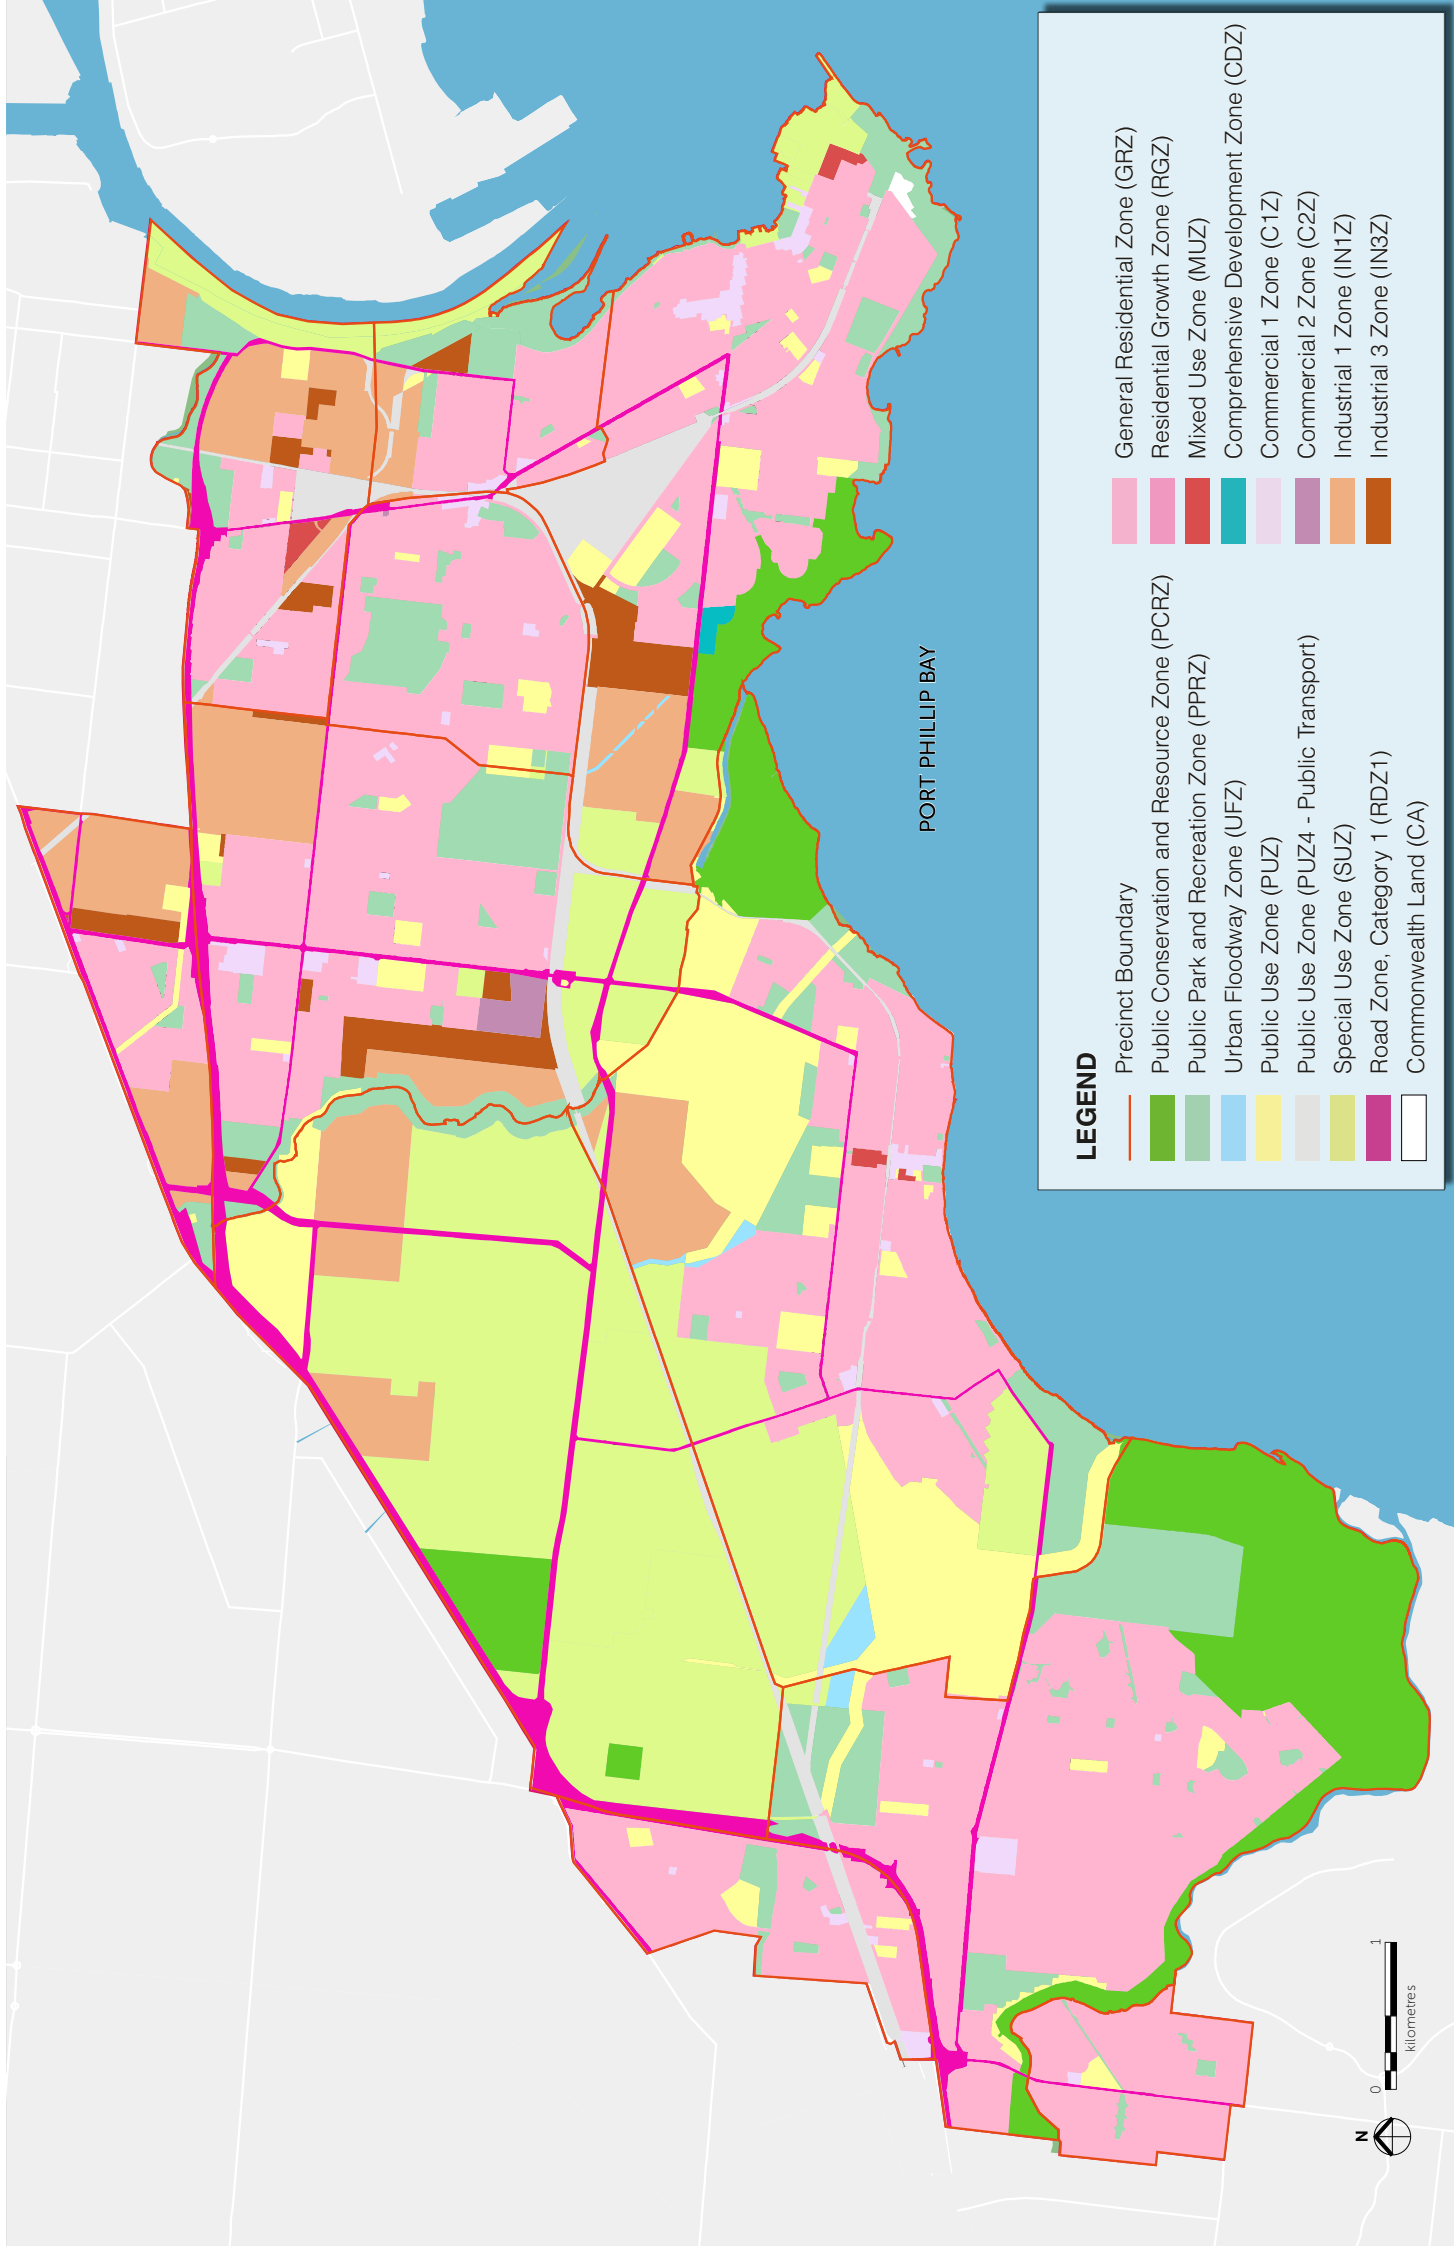 PORT PHILLIP BAY
LEGEND
Precinct Boundary
Public Conservation and Resource Zone (PCRZ)
Public Park and Recreation Zone (PPRZ)
Urban Floodway Zone (UFZ)
Public Use Zone (PUZ)
Public Use Zone (PUZ4 - Public Transport)
Special Use Zone (SUZ)
Road Zone, Category 1 (RDZ1)
Commonwealth Land (CA)
General Residential Zone (GRZ)
Residential Growth Zone (RGZ)
Mixed Use Zone (MUZ)
Comprehensive Development Zone (CDZ)
Commercial 1 Zone (C1Z)
Commercial 2 Zone (C2Z)
Industrial 1 Zone (IN1Z)
Industrial 3 Zone (IN3Z)
N
0 1
kilometres